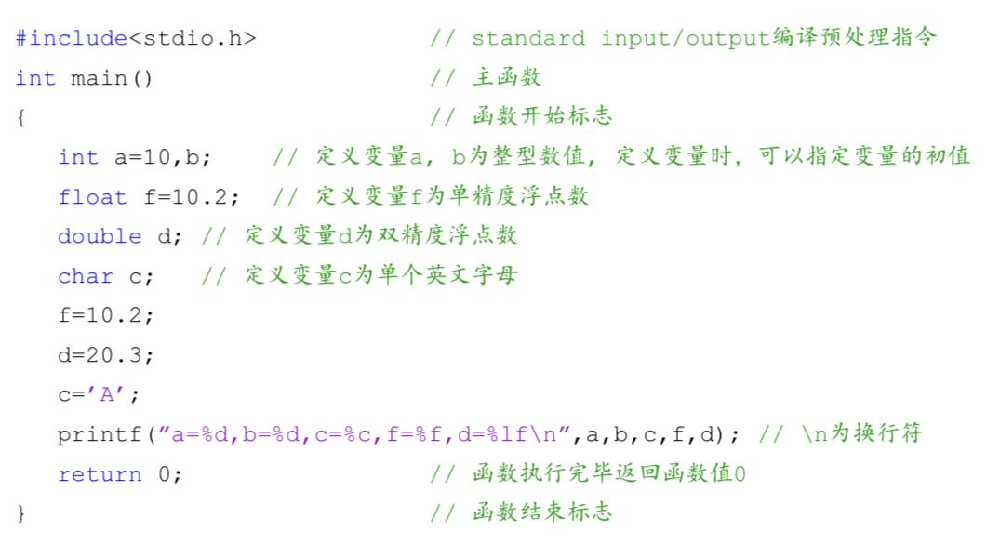 #include<stdio.h> // standard input/output编译预处理指令
int main() // 主函数
{ // 函数开始标志
int a=10,b; // 定义变量a, b为整型数值, 定义变量时, 可以指定变量的初值
float f=10.2; // 定义变量f为单精度浮点数
double d; // 定义变量d为双精度浮点数
char c; // 定义变量c为单个英文字母
f=10.2;
d=20.3;
c=′A′;
printf(″a=%d,b=%d,c=%c,f=%f,d=%lf\n″,a,b,c,f,d); // \n为换行符
return 0; // 函数执行完毕返回函数值0
} // 函数结束标志